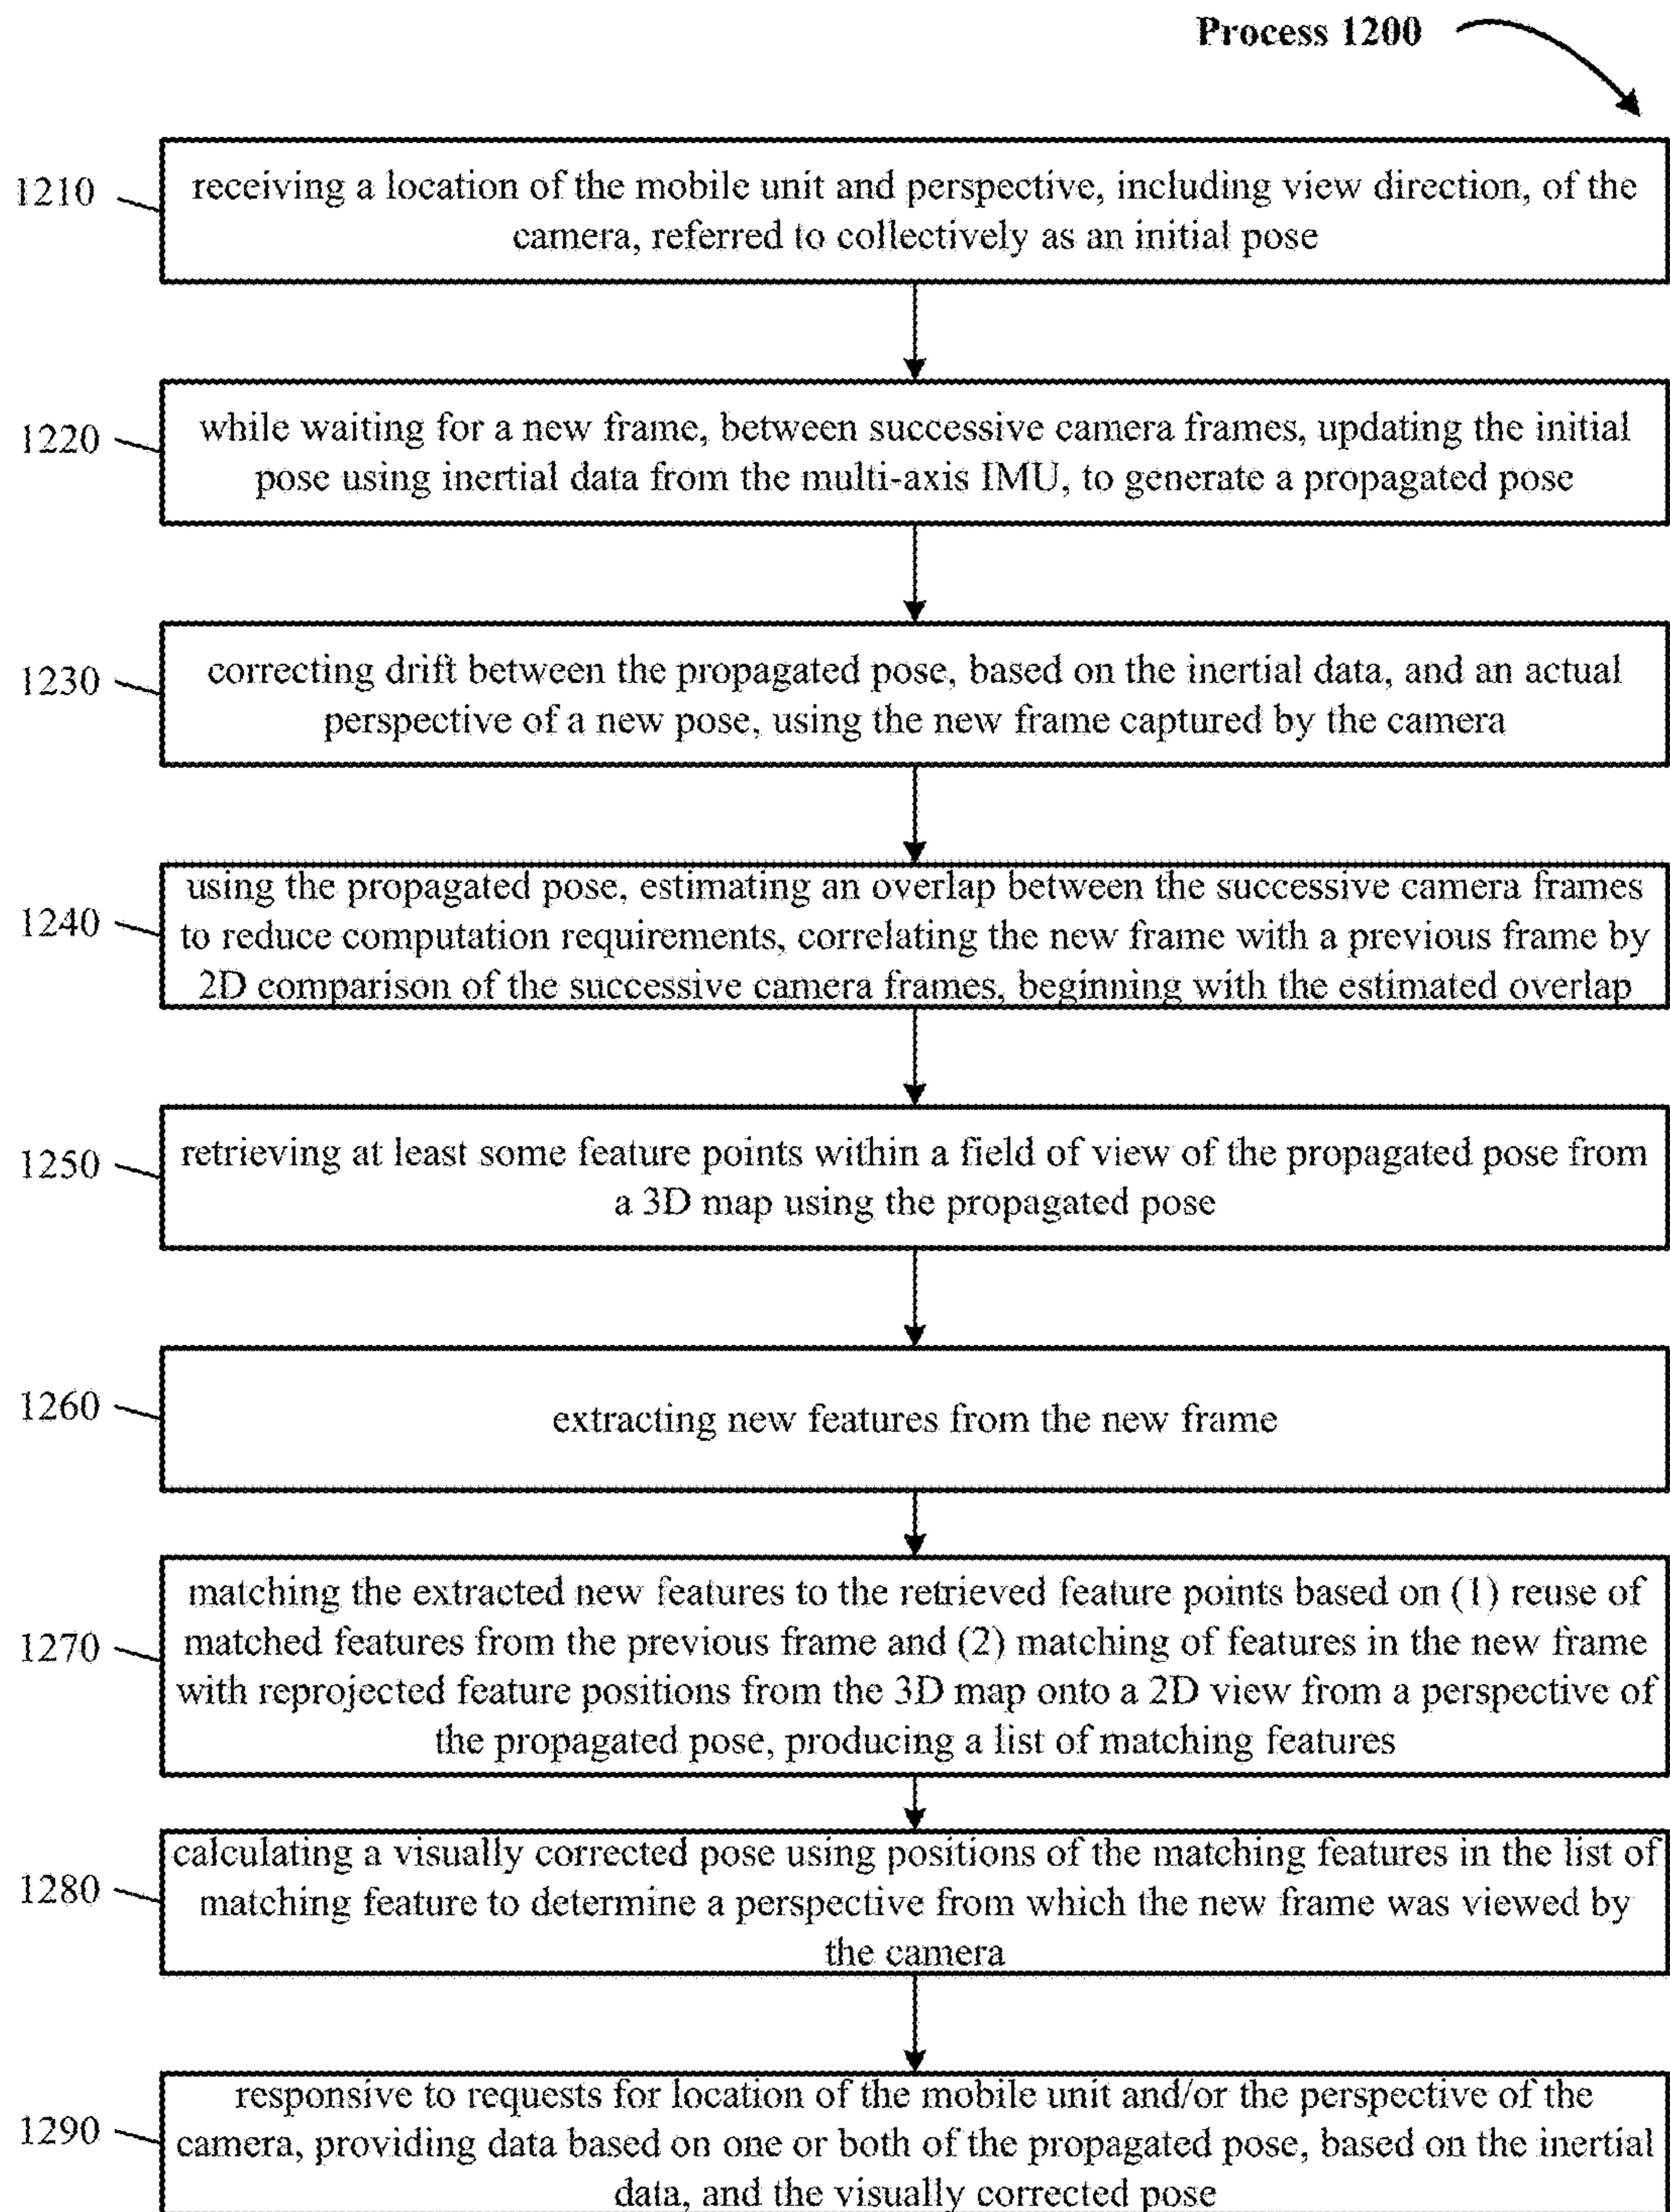 Process 1200
1210
receiving a location of the mobile unit and perspective, including view direction, of the
camera, referred to collectively as an initial pose
1220
while waiting for a new frame, between successive camera frames, updating the initial
pose using inertial data from the multi-axis IMU, to generate a propagated pose
1230
correcting drift between the propagated pose, based on the inertial data, and an actual
perspective of a new pose, using the new frame captured by the camera
1240
using the propagated pose, estimating an overlap between the successive camera frames
to reduce computation requirements, correlating the new frame with a previous frame by
2D comparison of the successive camera frames, beginning with the estimated overlap
1250
retrieving at least some feature points within a field of view of the propagated pose from
a 3D map using the propagated pose
1260
extracting new features from the new frame
1270
matching the extracted new features to the retrieved feature points based on (1) reuse of
matched features from the previous frame and (2) matching of features in the new frame
with reprojected feature positions from the 3D map onto a 2D view from a perspective of
the propagated pose, producing a list of matching features
1280
calculating a visually corrected pose using positions of the matching features in the list of
matching feature to determine a perspective from which the new frame was viewed by
the camera
1290
responsive to requests for location of the mobile unit and/or the perspective of the
camera, providing data based on one or both of the propagated pose, based on the inertial
data, and the visually corrected pose